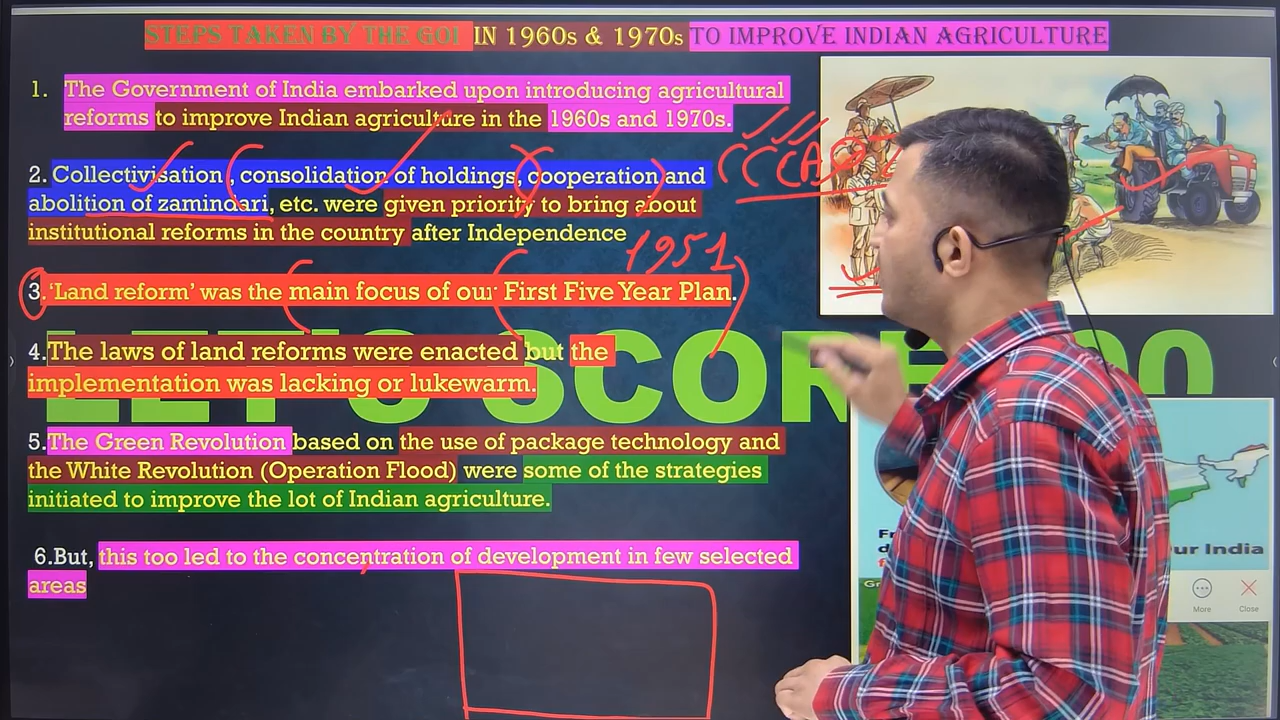 STEPS TAKEN BY THE GOI IN 1960s & 1970s TO IMPROVE INDIAN AGRICULTURE
1. The Government of India embarked upon introducing agricultural
reforms to improve Indian agriculture in the 1960s and 1970s.
2. Collectivisation, consolidation of holdings, cooperation and
abolition of zamindari, etc. were given priority to bring about
institutional reforms in the country after Independence
1951
3. 'Land reform' was the main focus of our First Five Year Plan.
4. The laws of land reforms were enacted but the
implementation was lacking or lukewarm.
LET'S SCORE
5. The Green Revolution based on the use of package technology and
the White Revolution (Operation Flood) were some of the strategies
initiated to improve the lot of Indian agriculture.
6.But, this too led to the concentration of development in few selected
areas
ur India
More
Close